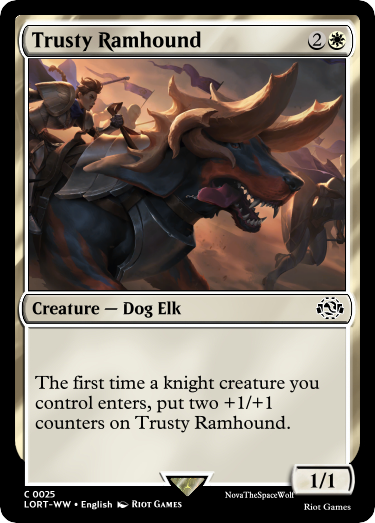 Trusty Ramhound 2
Creature — Dog Elk
The first time a knight creature you
control enters, put two +1/+1
counters on Trusty Ramhound.
1/1
C 0025
LORT-WW • English Riot Games
NovaTheSpaceWolf
Riot Games